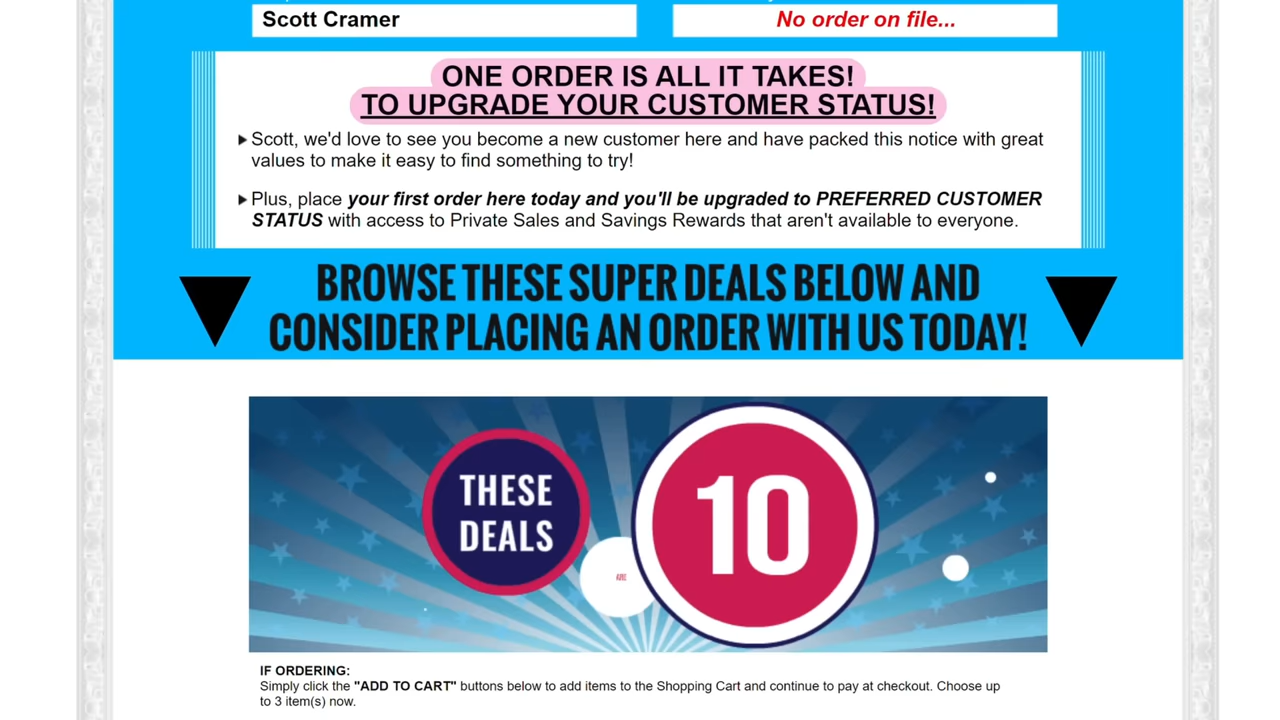 Scott Cramer
No order on file...
ONE ORDER IS ALL IT TAKES!
TO UPGRADE YOUR CUSTOMER STATUS!
Scott, we'd love to see you become a new customer here and have packed this notice with great
values to make it easy to find something to try!
Plus, place your first order here today and you'll be upgraded to PREFERRED CUSTOMER
STATUS with access to Private Sales and Savings Rewards that aren't available to everyone.
BROWSE THESE SUPER DEALS BELOW AND
CONSIDER PLACING AN ORDER WITH US TODAY!
THESE
DEALS
ARE
10
IF ORDERING:
Simply click the "ADD TO CART" buttons below to add items to the Shopping Cart and continue to pay at checkout. Choose up
to 3 item(s) now.